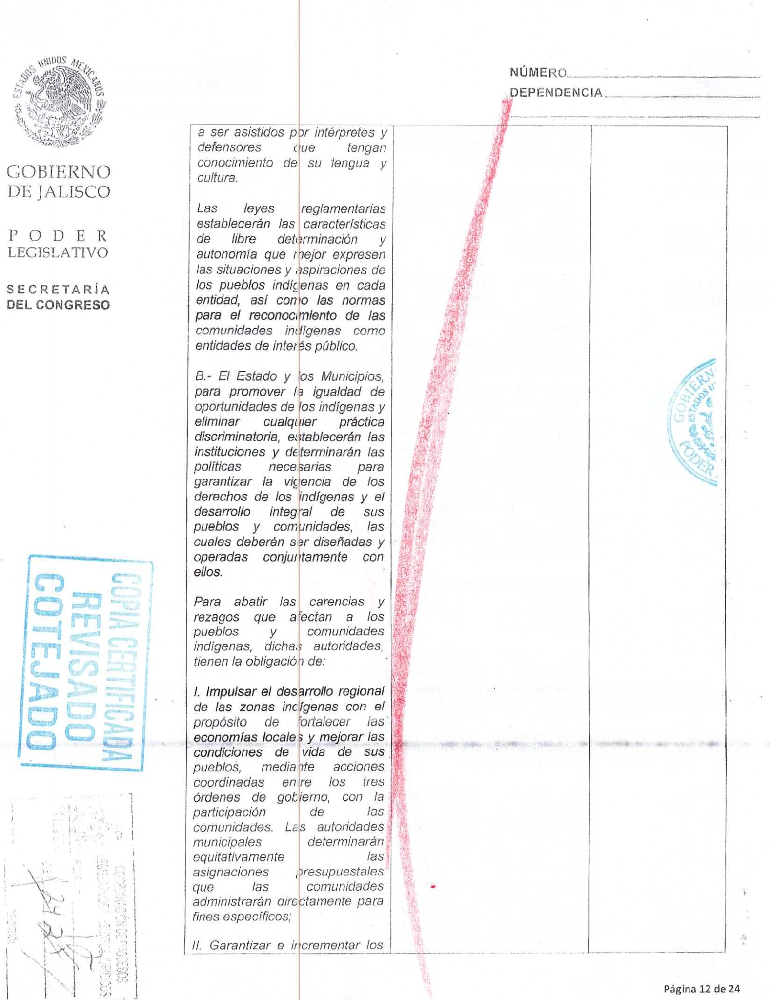 ESTADOS UNIDOS MEXICANOS
GOBIERNO
DE JALISCO
PODER
LEGISLATIVO
SECRETARÍA
DEL CONGRESO
NÚMERO
DEPENDENCIA
a ser asistidos por intérpretes y
defensores que tengan
conocimiento de su lengua y
cultura.
Las leyes reglamentarias
establecerán las características
de libre determinación y
autonomía que mejor expresen
las situaciones y aspiraciones de
los pueblos indígenas en cada
entidad, así como las normas
para el reconocimiento de las
comunidades indígenas como
entidades de interés público.
B.- El Estado y los Municipios,
para promover la igualdad de
oportunidades de los indígenas y
eliminar cualquier práctica
discriminatoria, establecerán las
instituciones y determinarán las
políticas necesarias para
garantizar la vigencia de los
derechos de los indígenas y el
desarrollo integral de sus
pueblos y comunidades, las
cuales deberán ser diseñadas y
operadas conjuntamente con
ellos.
Para abatir las carencias y
rezagos que afectan a los
pueblos y comunidades
indígenas, dichas autoridades,
tienen la obligación de:
I. Impulsar el desarrollo regional
de las zonas indígenas con el
propósito de fortalecer las
economías locales y mejorar las
condiciones de vida de sus
pueblos, mediante acciones
coordinadas entre los tres
órdenes de gobierno, con la
participación de las
comunidades. Las autoridades
municipales determinarán
equitativamente las
asignaciones presupuestales
que las comunidades
administrarán directamente para
fines específicos;
II. Garantizar e incrementar los
GOBIERN
ESTADOS U
PODER
COPIA CERTIFICADA
REVISADO
COTEJADO
Página 12 de 24